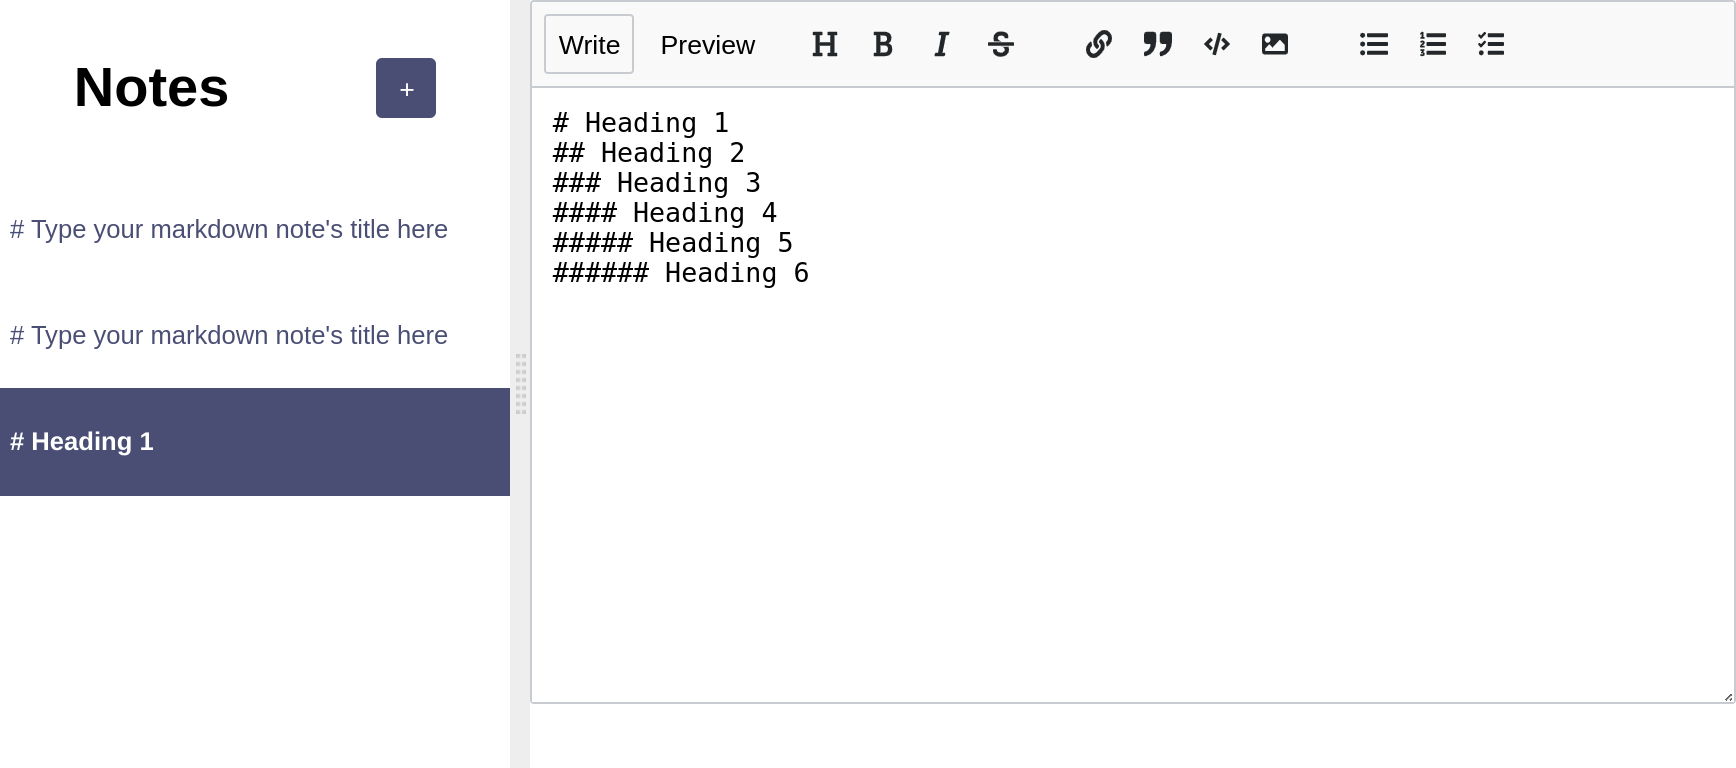 Notes
+
# Type your markdown note's title here
# Type your markdown note's title here
# Heading 1
Write Preview
# Heading 1
## Heading 2
### Heading 3
#### Heading 4
##### Heading 5
###### Heading 6